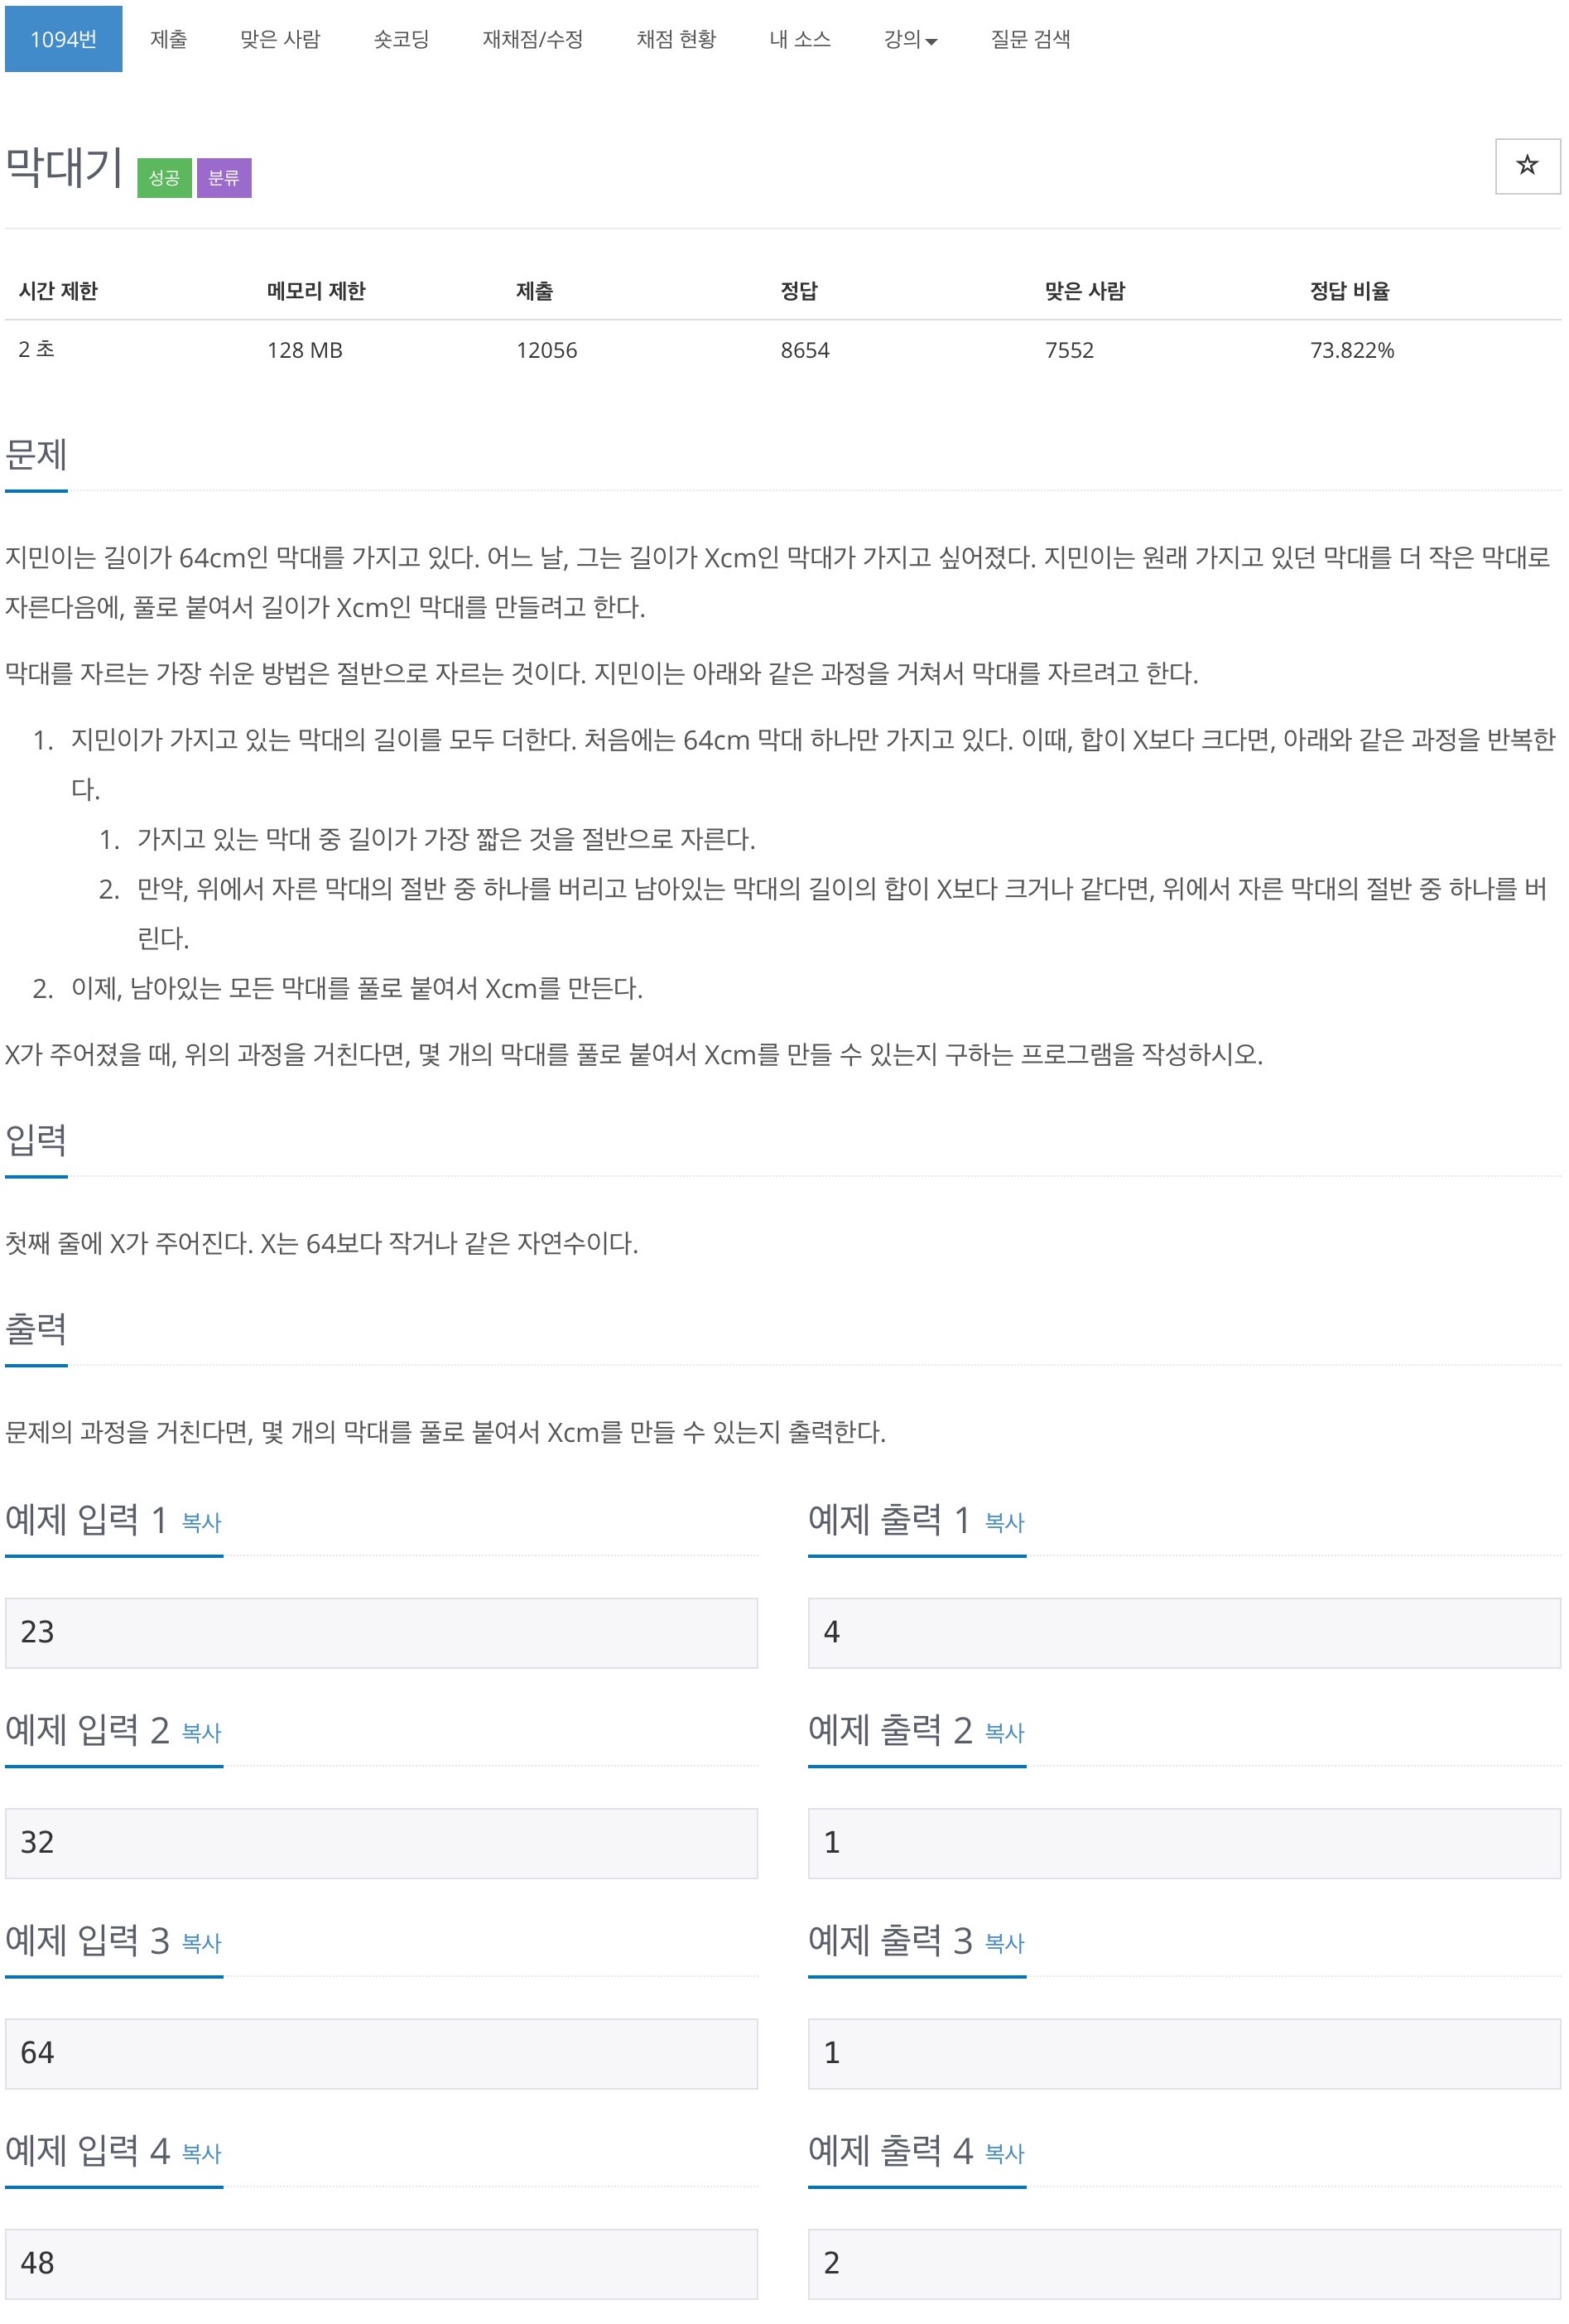 1094번 제출 맞은 사람 숏코딩 재채점/수정 채점 현황 내 소스 강의 질문 검색
막대기 성공 분류
시간 제한 메모리 제한 제출 정답 맞은 사람 정답 비율
2 초 128 MB 12056 8654 7552 73.822%
문제
지민이는 길이가 64cm인 막대를 가지고 있다. 어느 날, 그는 길이가 Xcm인 막대가 가지고 싶어졌다. 지민이는 원래 가지고 있던 막대를 더 작은 막대로
자른다음에, 풀로 붙여서 길이가 Xcm인 막대를 만들려고 한다.
막대를 자르는 가장 쉬운 방법은 절반으로 자르는 것이다. 지민이는 아래와 같은 과정을 거쳐서 막대를 자르려고 한다.
1. 지민이가 가지고 있는 막대의 길이를 모두 더한다. 처음에는 64cm 막대 하나만 가지고 있다. 이때, 합이 X보다 크다면, 아래와 같은 과정을 반복한
다.
1. 가지고 있는 막대 중 길이가 가장 짧은 것을 절반으로 자른다.
2. 만약, 위에서 자른 막대의 절반 중 하나를 버리고 남아있는 막대의 길이의 합이 X보다 크거나 같다면, 위에서 자른 막대의 절반 중 하나를 버
린다.
2. 이제, 남아있는 모든 막대를 풀로 붙여서 Xcm를 만든다.
X가 주어졌을 때, 위의 과정을 거친다면, 몇 개의 막대를 풀로 붙여서 Xcm를 만들 수 있는지 구하는 프로그램을 작성하시오.
입력
첫째 줄에 X가 주어진다. X는 64보다 작거나 같은 자연수이다.
출력
문제의 과정을 거친다면, 몇 개의 막대를 풀로 붙여서 Xcm를 만들 수 있는지 출력한다.
예제 입력 1 복사 예제 출력 1 복사
23 4
예제 입력 2 복사 예제 출력 2 복사
32 1
예제 입력 3 복사 예제 출력 3 복사
64 1
예제 입력 4 복사 예제 출력 4 복사
48 2